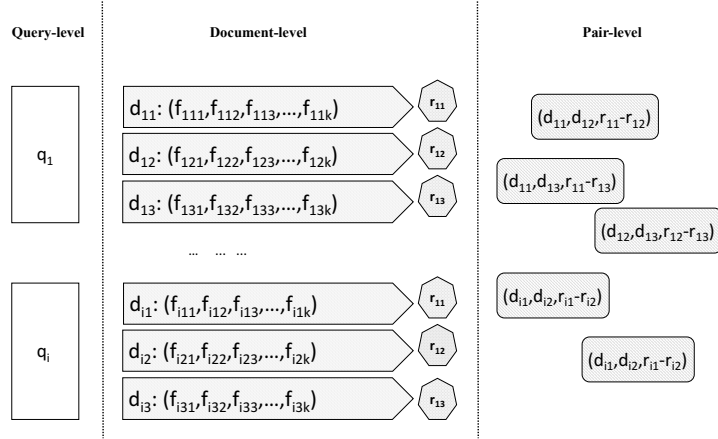 Query-level
Document-level
Pair-level
q₁
d₁₁: (f₁₁₁,f₁₁₂,f₁₁₃,...,f₁₁ₖ)
r₁₁
d₁₂: (f₁₂₁,f₁₂₂,f₁₂₃,...,f₁₂ₖ)
r₁₂
d₁₃: (f₁₃₁,f₁₃₂,f₁₃₃,...,f₁₃ₖ)
r₁₃
(d₁₁,d₁₂,r₁₁-r₁₂)
(d₁₁,d₁₃,r₁₁-r₁₃)
(d₁₂,d₁₃,r₁₂-r₁₃)
... ... ...
qᵢ
dᵢ₁: (fᵢ₁₁,fᵢ₁₂,fᵢ₁₃,...,fᵢ₁ₖ)
r₁₁
dᵢ₂: (fᵢ₂₁,fᵢ₂₂,fᵢ₂₃,...,fᵢ₂ₖ)
r₁₂
dᵢ₃: (fᵢ₃₁,fᵢ₃₂,fᵢ₃₃,...,fᵢ₃ₖ)
r₁₃
(dᵢ₁,dᵢ₂,rᵢ₁-rᵢ₂)
(dᵢ₁,dᵢ₂,rᵢ₁-rᵢ₂)